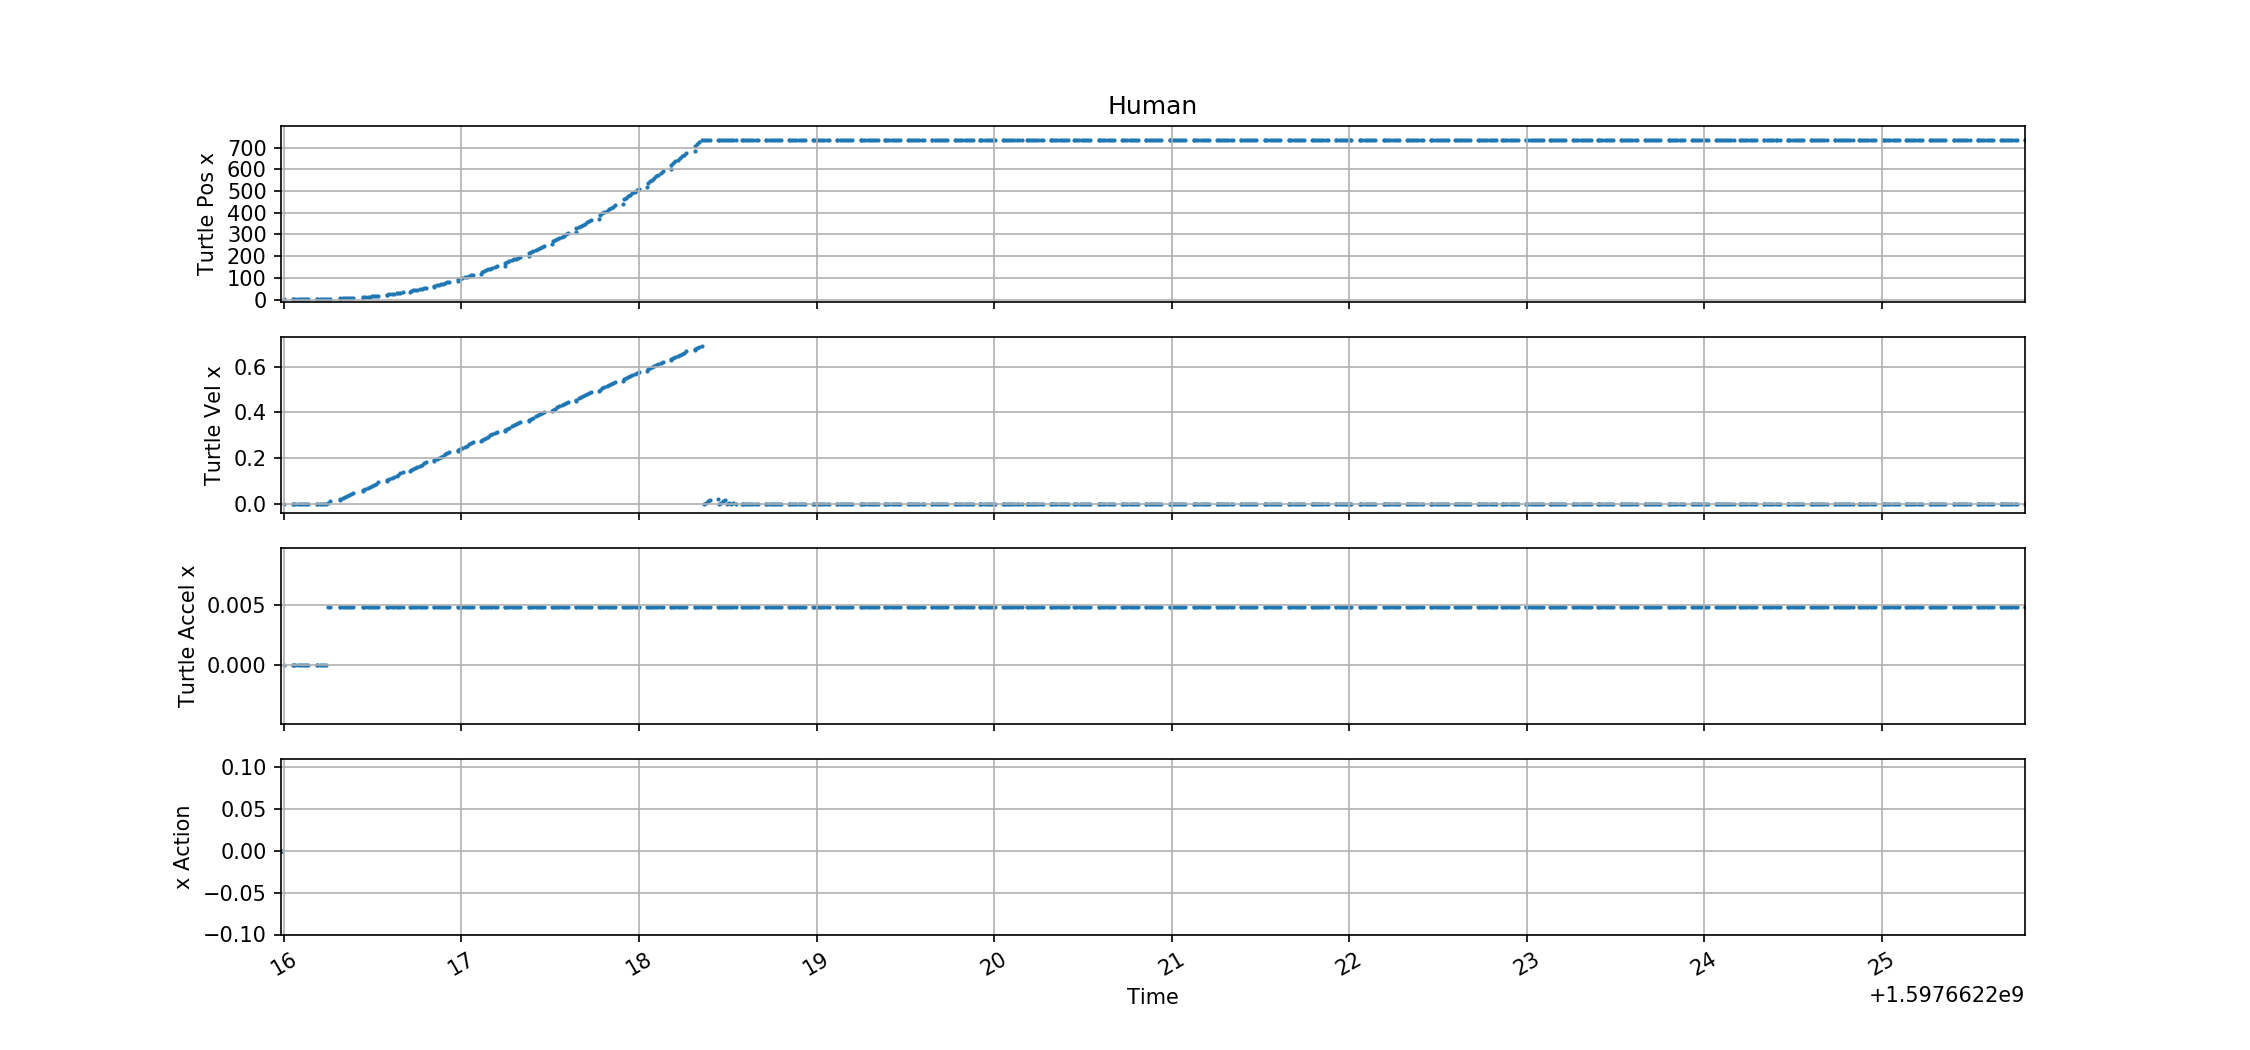 Human
Turtle Pos x
700
600
500
400
300
200
100
0
Turtle Vel x
0.6
0.4
0.2
0.0
Turtle Accel x
0.005
0.000
x Action
0.10
0.05
0.00
−0.05
−0.10
16 17 18 19 20 21 22 23 24 25
Time
+1.5976622e9